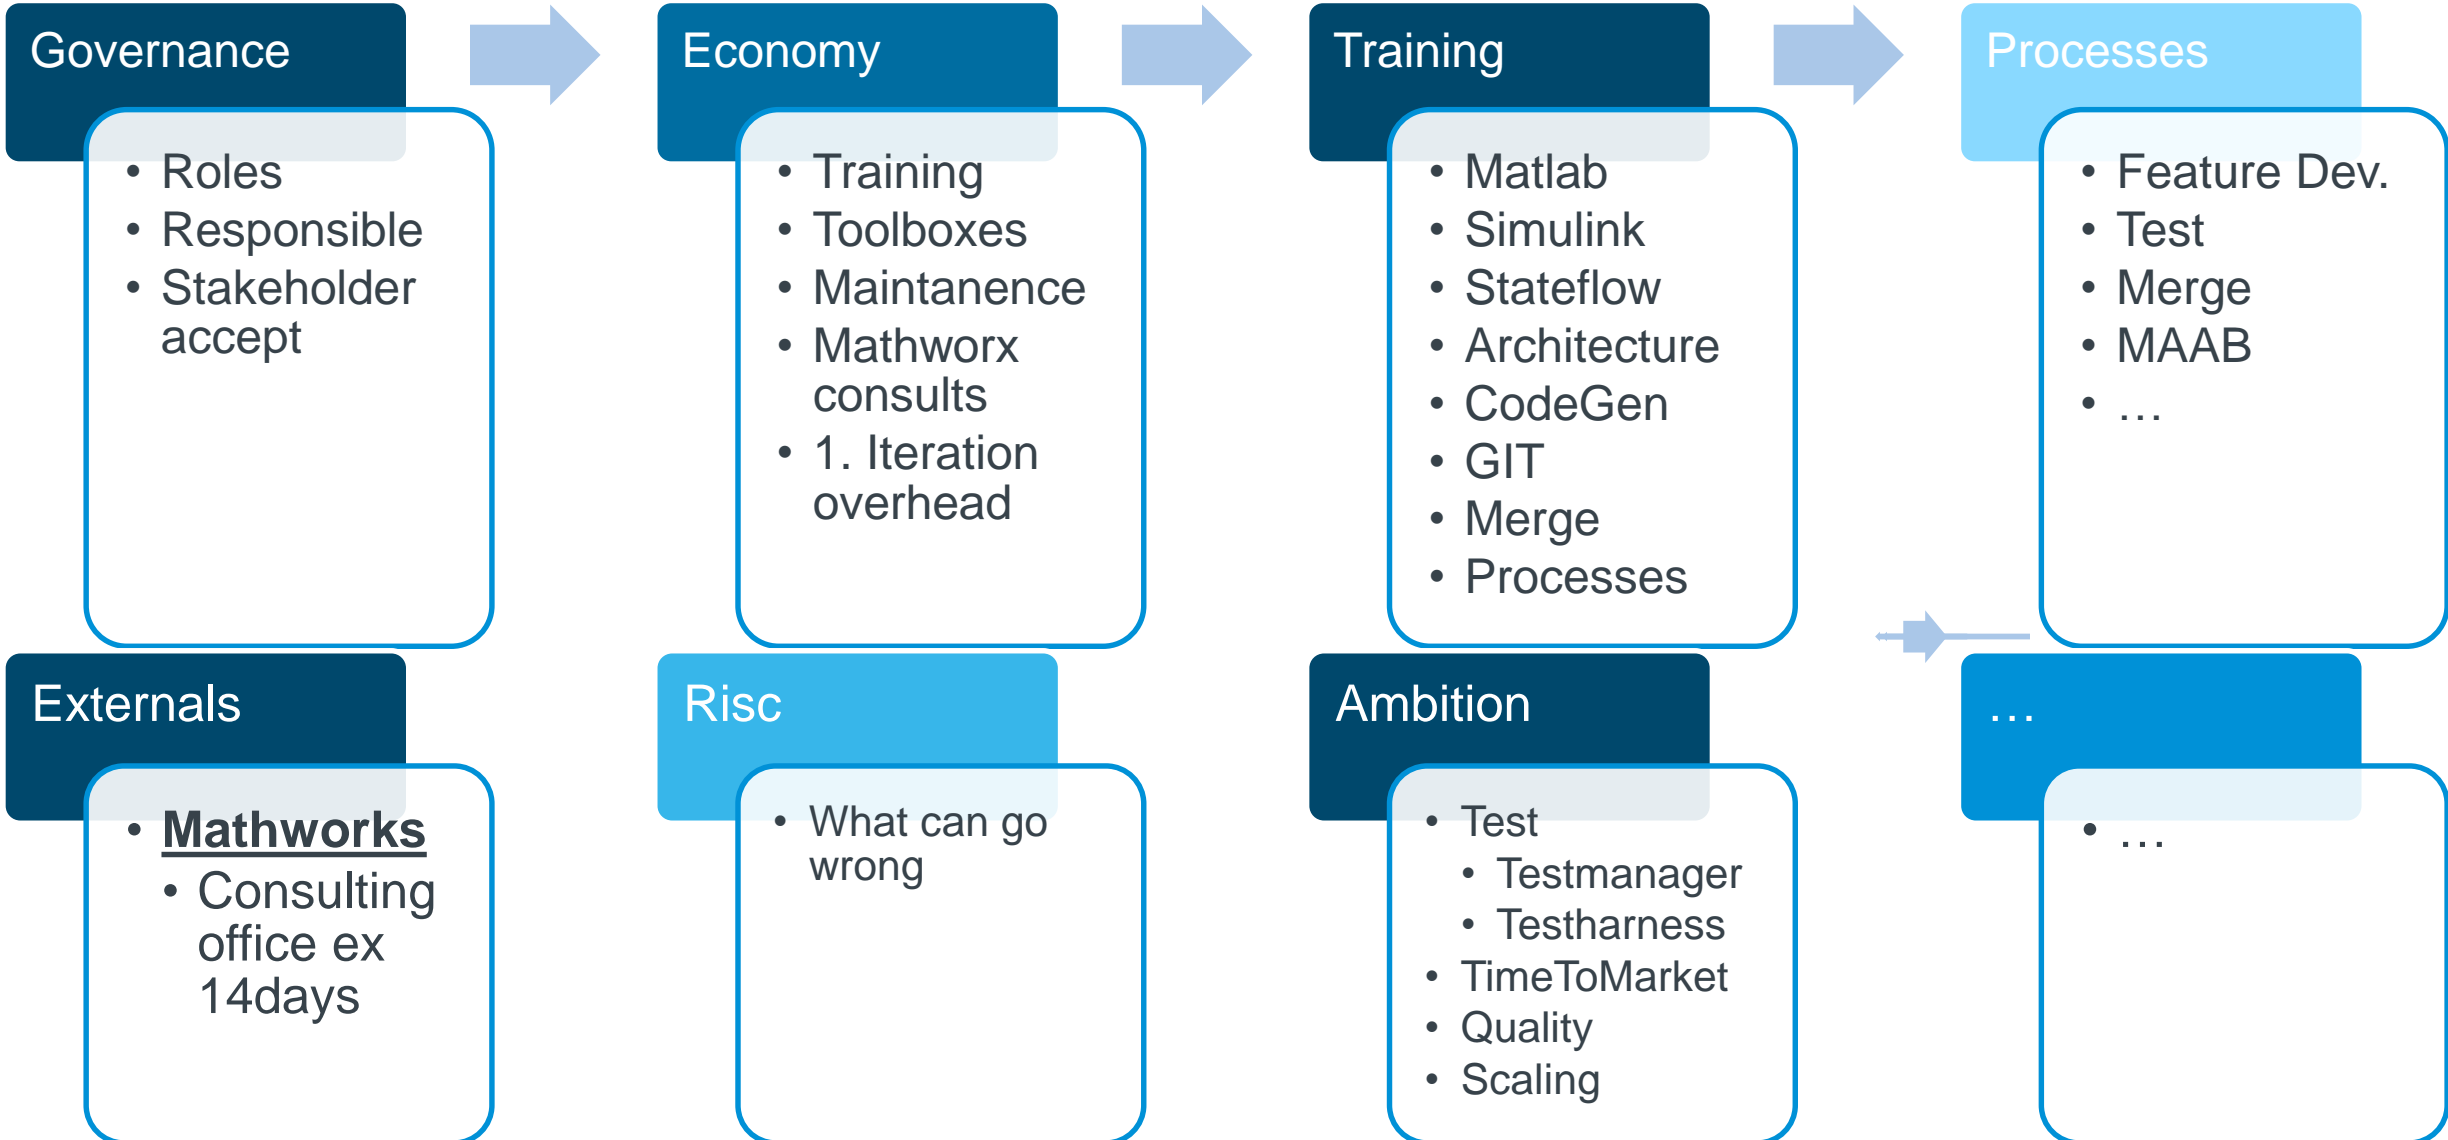 Governance
• Roles
• Responsible
• Stakeholder
accept
Economy
• Training
• Toolboxes
• Maintanence
• Mathworx
consults
• 1. Iteration
overhead
Training
• Matlab
• Simulink
• Stateflow
• Architecture
• CodeGen
• GIT
• Merge
• Processes
Processes
• Feature Dev.
• Test
• Merge
• MAAB
• …
Externals
• Mathworks
• Consulting
office ex
14days
Risc
• What can go
wrong
Ambition
• Test
• Testmanager
• Testharness
• TimeToMarket
• Quality
• Scaling
…
• …